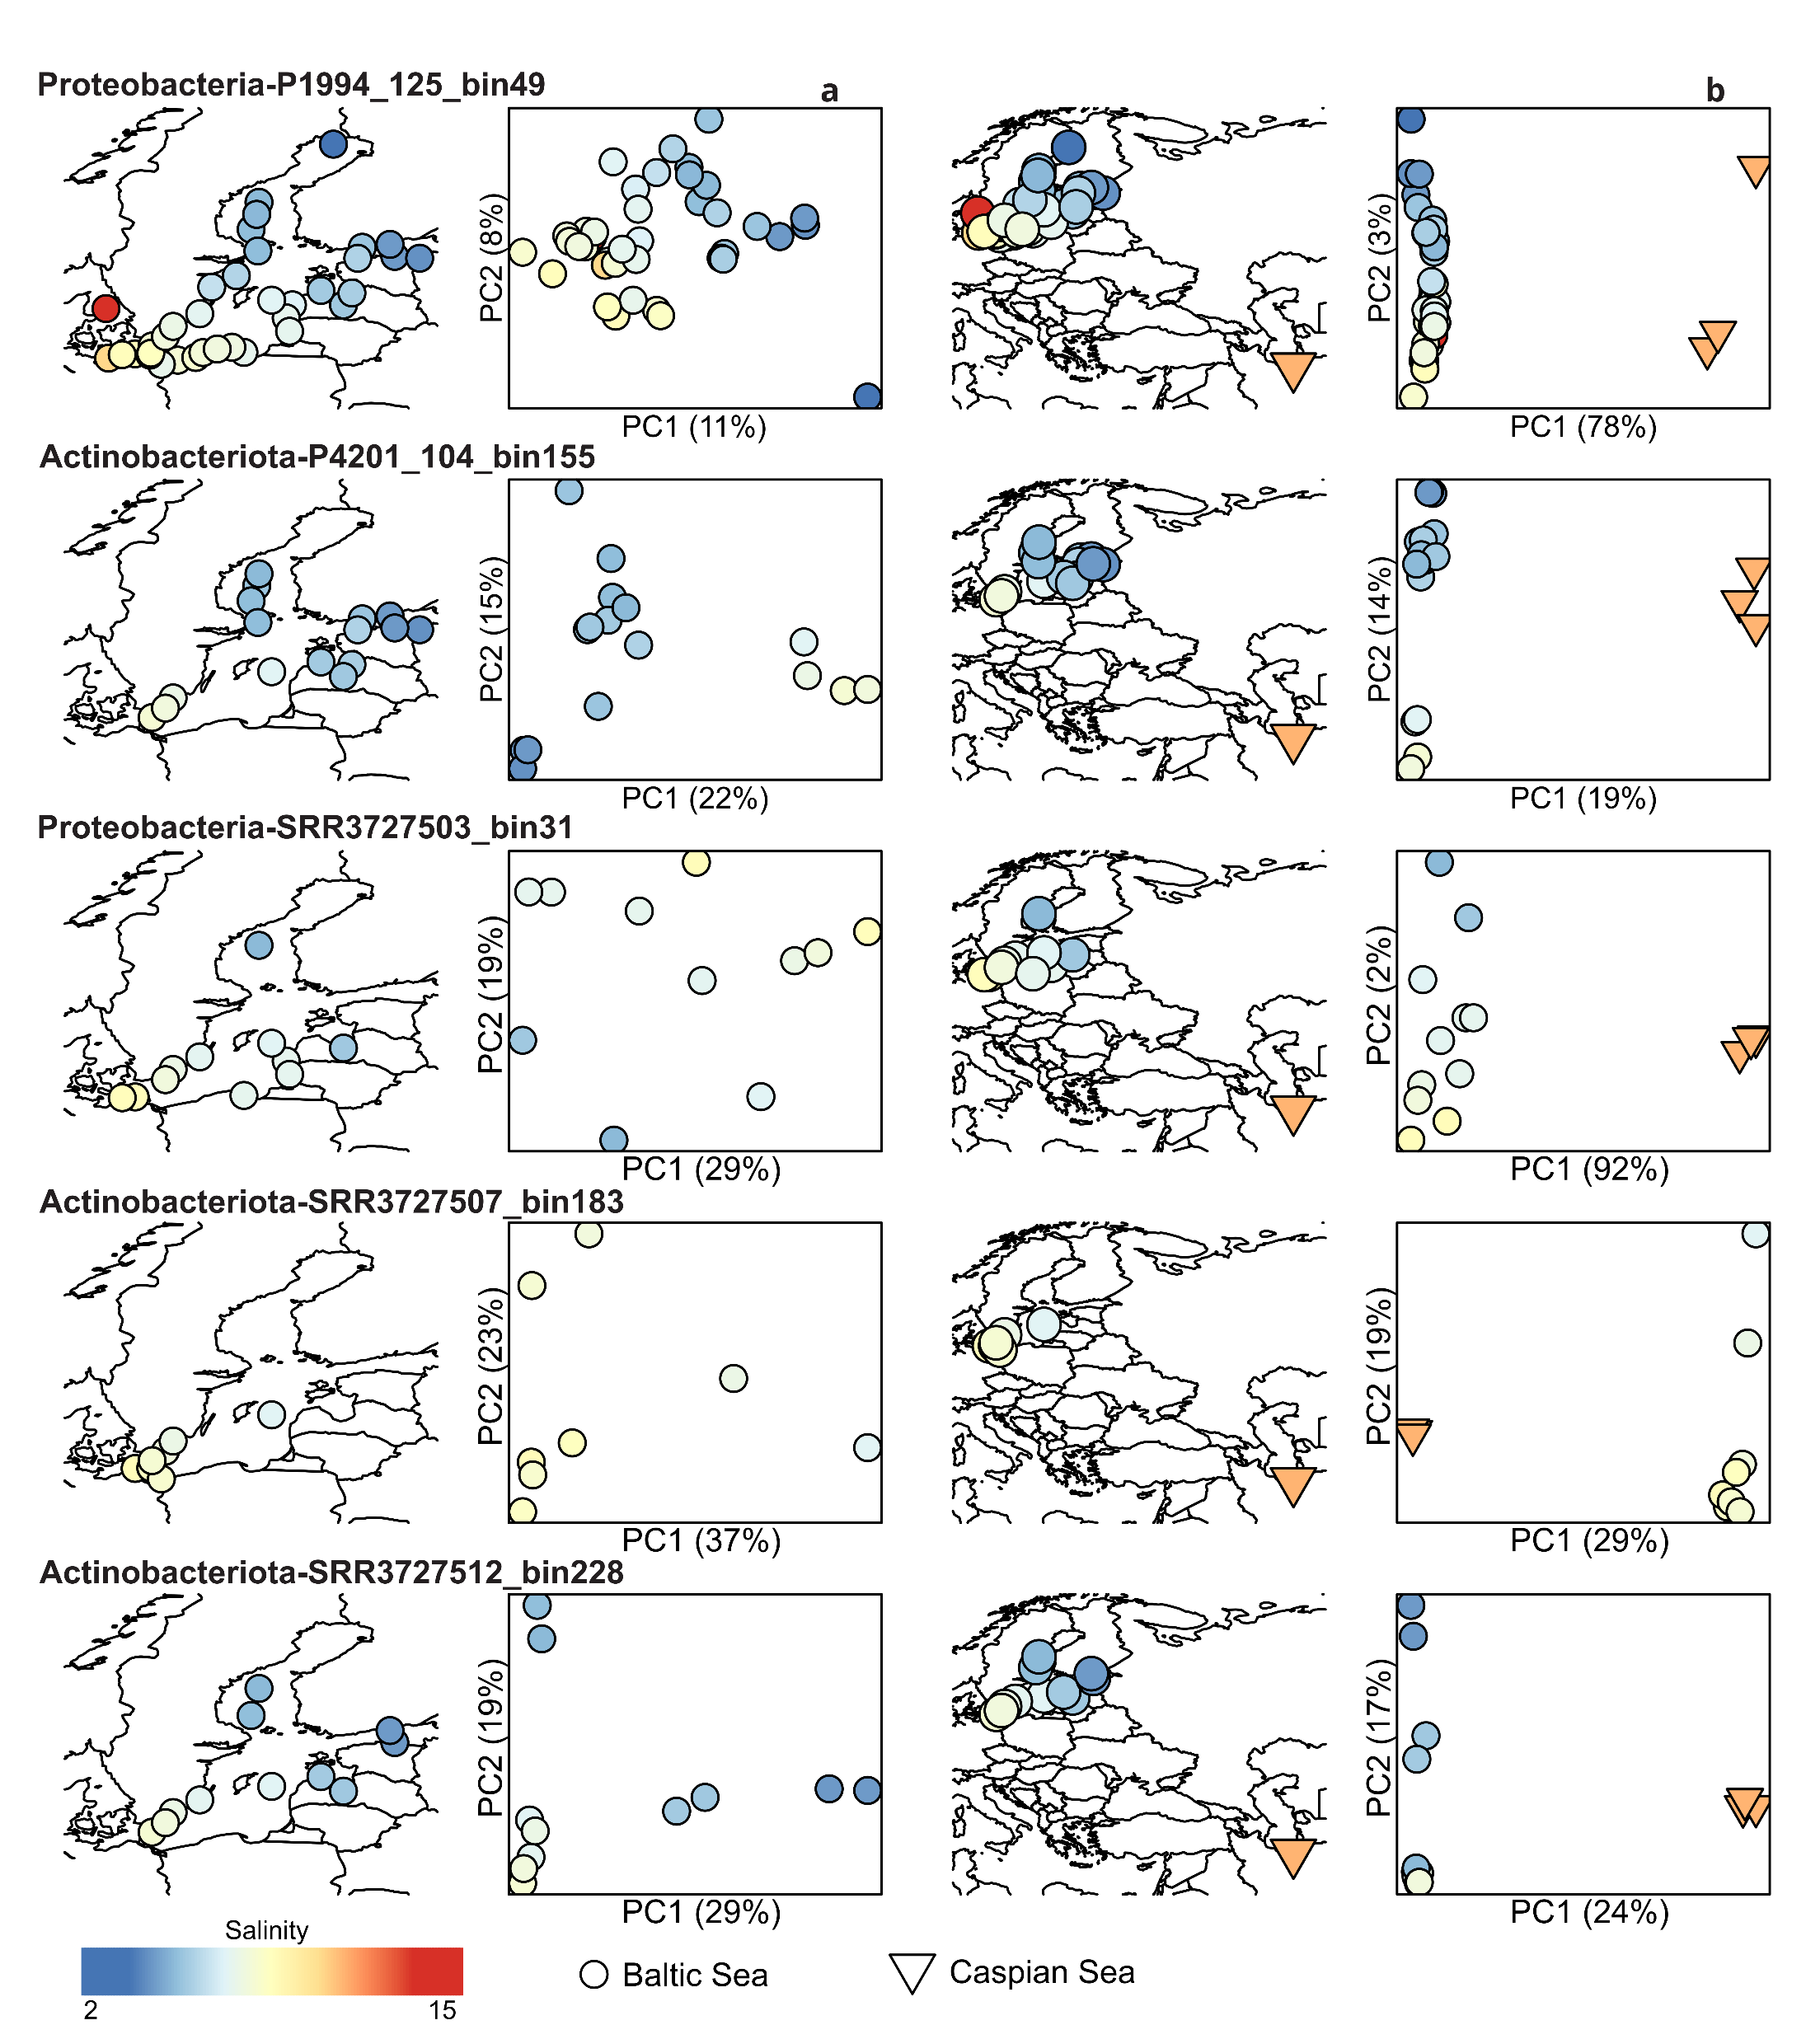 Proteobacteria-P1994_125_bin49
a
b
PC2 (8%)
PC1 (11%)
PC2 (3%)
PC1 (78%)
Actinobacteriota-P4201_104_bin155
PC2 (15%)
PC1 (22%)
PC2 (14%)
PC1 (19%)
Proteobacteria-SRR3727503_bin31
PC2 (19%)
PC1 (29%)
PC2 (2%)
PC1 (92%)
Actinobacteriota-SRR3727507_bin183
PC2 (23%)
PC1 (37%)
PC2 (19%)
PC1 (29%)
Actinobacteriota-SRR3727512_bin228
PC2 (19%)
PC1 (29%)
PC2 (17%)
PC1 (24%)
Salinity
2
15
Baltic Sea
Caspian Sea